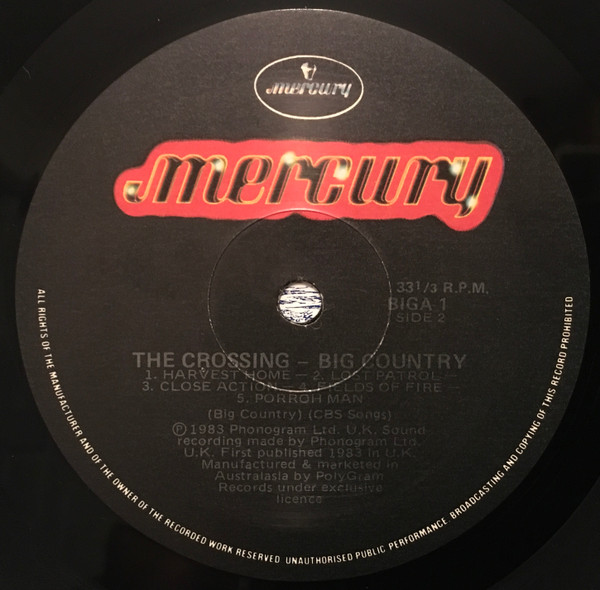 mercury
mercury
33 1/3 R.P.M.
BIGA 1
SIDE 2
THE CROSSING – BIG COUNTRY
1. HARVEST HOME – 2. LOST PATROL –
3. CLOSE ACTION – 4. FIELDS OF FIRE –
5. PORROH MAN
(Big Country) (CBS Songs)
Ⓟ 1983 Phonogram Ltd. U.K. Sound
recording made by Phonogram Ltd.
U.K. First published 1983 in U.K.
Manufactured & marketed in
Australasia by PolyGram
Records under exclusive
licence
ALL RIGHTS OF THE MANUFACTURER AND OF THE OWNER OF THE RECORDED WORK RESERVED. UNAUTHORISED PUBLIC PERFORMANCE, BROADCASTING AND COPYING OF THIS RECORD PROHIBITED